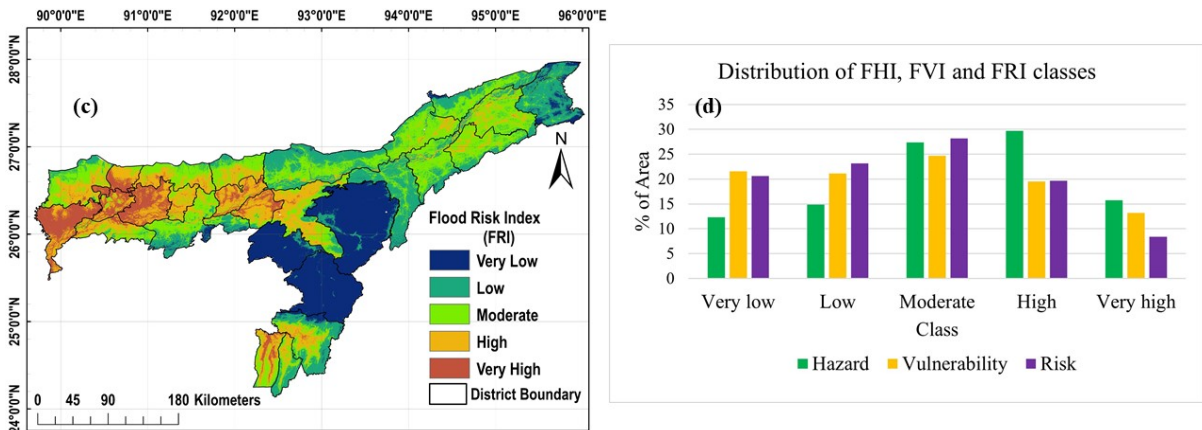 90°0'0"E 91°0'0"E 92°0'0"E 93°0'0"E 94°0'0"E 95°0'0"E 96°0'0"E
28°0'0"N
27°0'0"N
26°0'0"N
25°0'0"N
24°0'0"N
(c)
N
Flood Risk Index
(FRI)
Very Low
Low
Moderate
High
Very High
District Boundary
0 45 90 180 Kilometers
Distribution of FHI, FVI and FRI classes
(d)
% of Area
35
30
25
20
15
10
5
0
Very low Low Moderate High Very high
Class
Hazard Vulnerability Risk